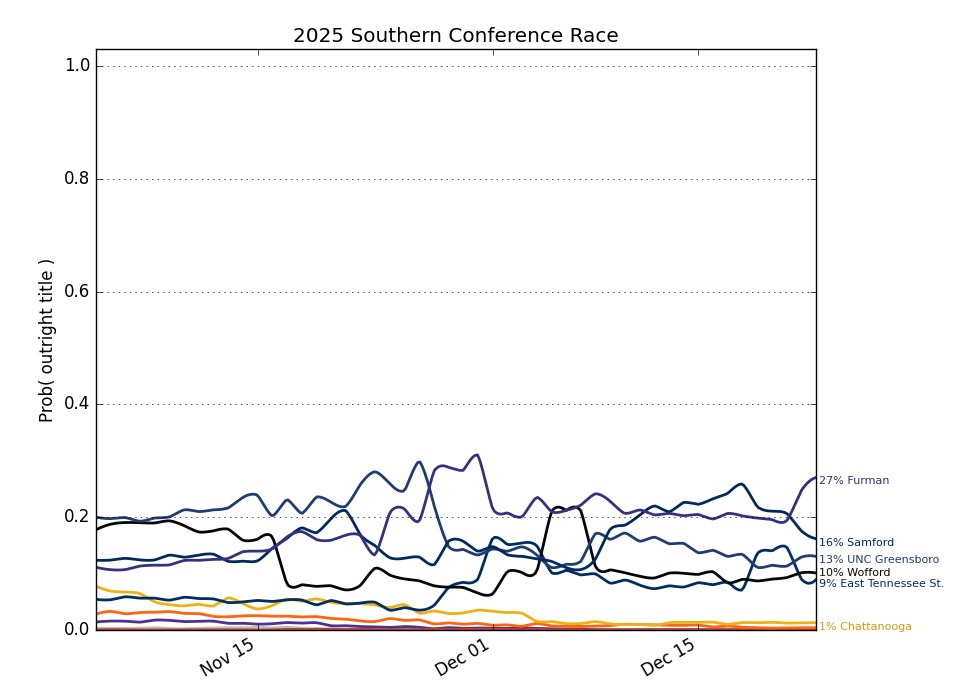 2025 Southern Conference Race
Prob( outright title )
1.0
0.8
0.6
0.4
0.2
0.0
Nov 15
Dec 01
Dec 15
27% Furman
16% Samford
13% UNC Greensboro
10% Wofford
9% East Tennessee St.
1% Chattanooga